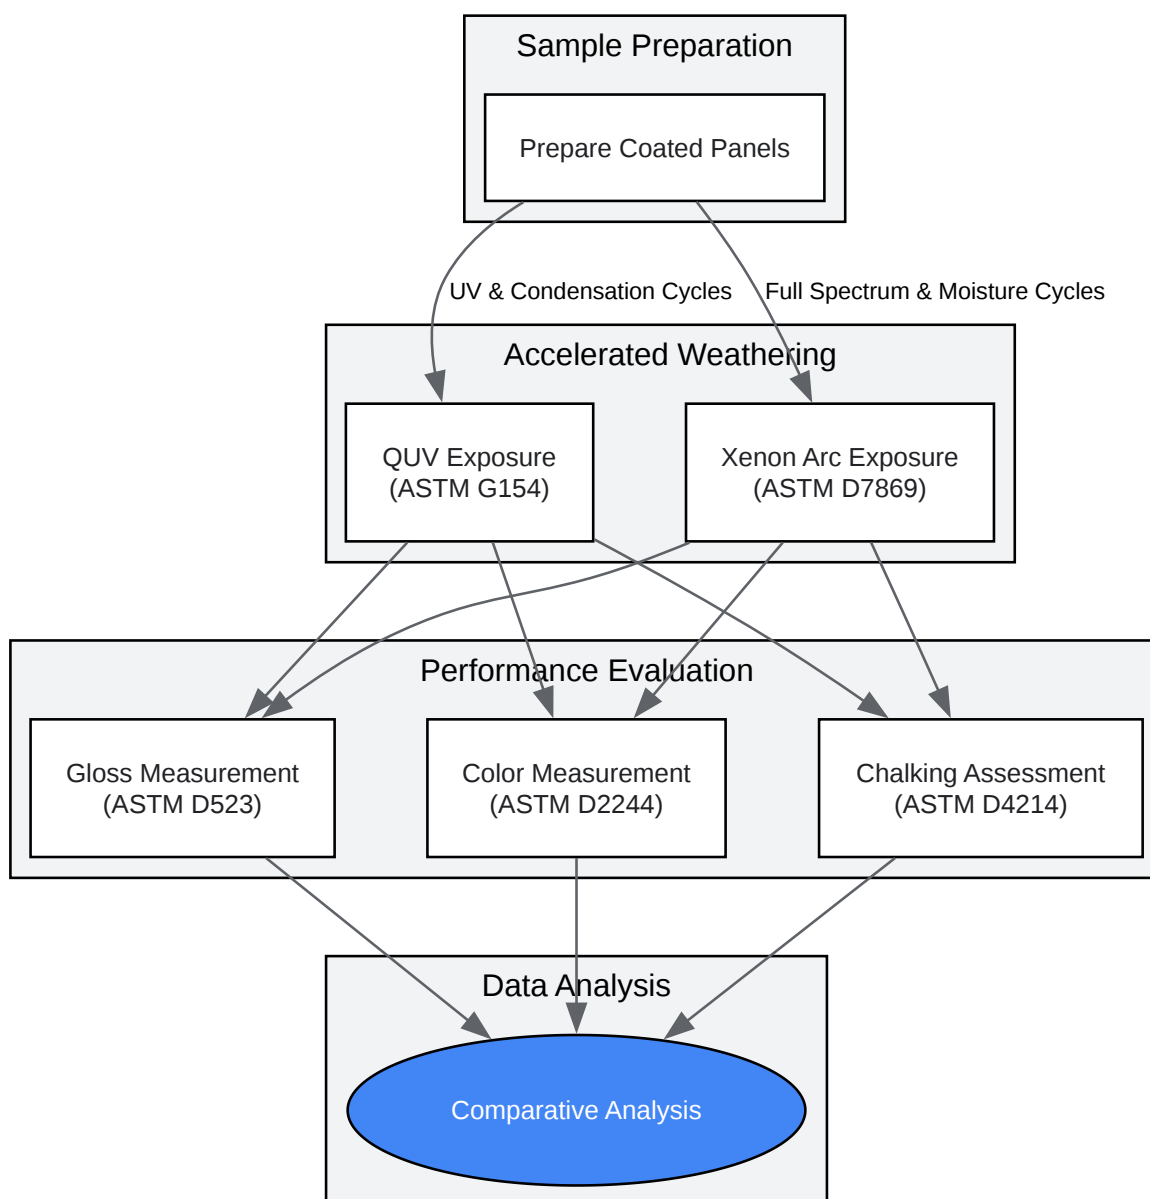 Sample Preparation
Prepare Coated Panels
UV & Condensation Cycles
Full Spectrum & Moisture Cycles
Accelerated Weathering
QUV Exposure
(ASTM G154)
Xenon Arc Exposure
(ASTM D7869)
Performance Evaluation
Gloss Measurement
(ASTM D523)
Color Measurement
(ASTM D2244)
Chalking Assessment
(ASTM D4214)
Data Analysis
Comparative Analysis